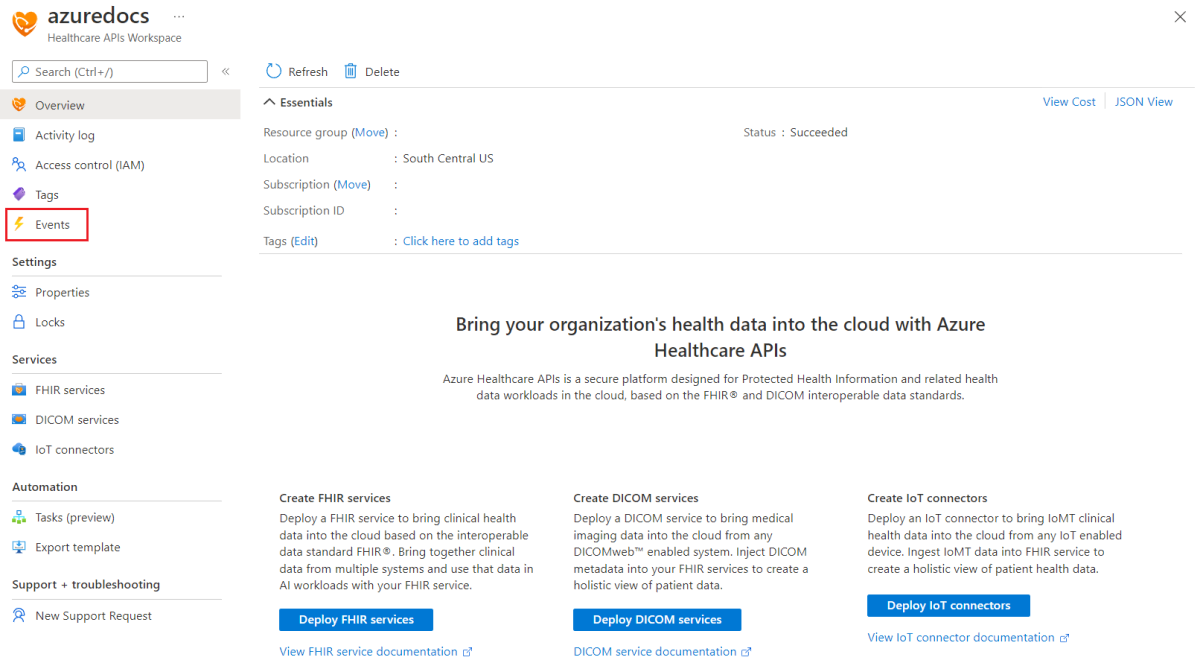 azuredocs ...
Healthcare APIs Workspace
Search (Ctrl+/)
«
Overview
Activity log
Access control (IAM)
Tags
Events
Settings
Properties
Locks
Services
FHIR services
DICOM services
IoT connectors
Automation
Tasks (preview)
Export template
Support + troubleshooting
New Support Request
Refresh Delete
Essentials
View Cost JSON View
Resource group (Move) :
Location : South Central US
Subscription (Move) :
Subscription ID :
Tags (Edit) : Click here to add tags
Status : Succeeded
Bring your organization's health data into the cloud with Azure
Healthcare APIs
Azure Healthcare APIs is a secure platform designed for Protected Health Information and related health
data workloads in the cloud, based on the FHIR® and DICOM interoperable data standards.
Create FHIR services
Deploy a FHIR service to bring clinical health
data into the cloud based on the interoperable
data standard FHIR®. Bring together clinical
data from multiple systems and use that data in
AI workloads with your FHIR service.
Deploy FHIR services
View FHIR service documentation
Create DICOM services
Deploy a DICOM service to bring medical
imaging data into the cloud from any
DICOMweb™ enabled system. Inject DICOM
metadata into your FHIR services to create a
holistic view of patient data.
Deploy DICOM services
DICOM service documentation
Create IoT connectors
Deploy an IoT connector to bring IoMT clinical
health data into the cloud from any IoT enabled
device. Ingest IoMT data into FHIR service to
create a holistic view of patient health data.
Deploy IoT connectors
View IoT connector documentation